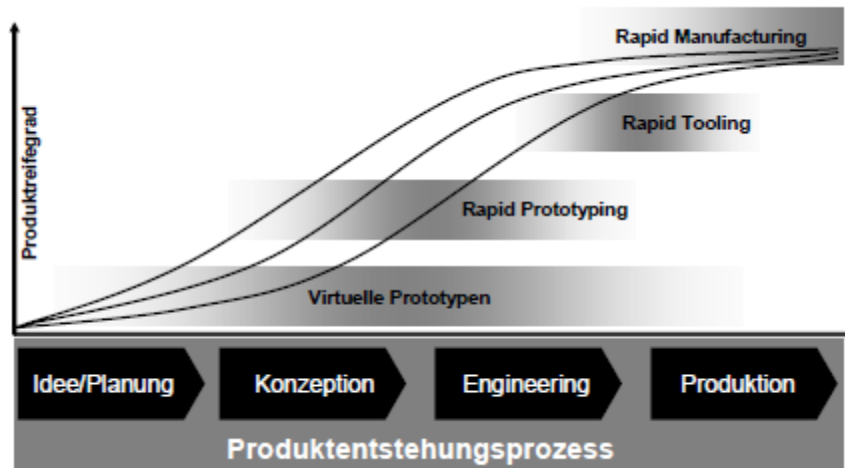 Rapid Manufacturing
Rapid Tooling
Produktreifegrad
Rapid Prototyping
Virtuelle Prototypen
Idee/Planung
Konzeption
Engineering
Produktion
Produktentstehungsprozess